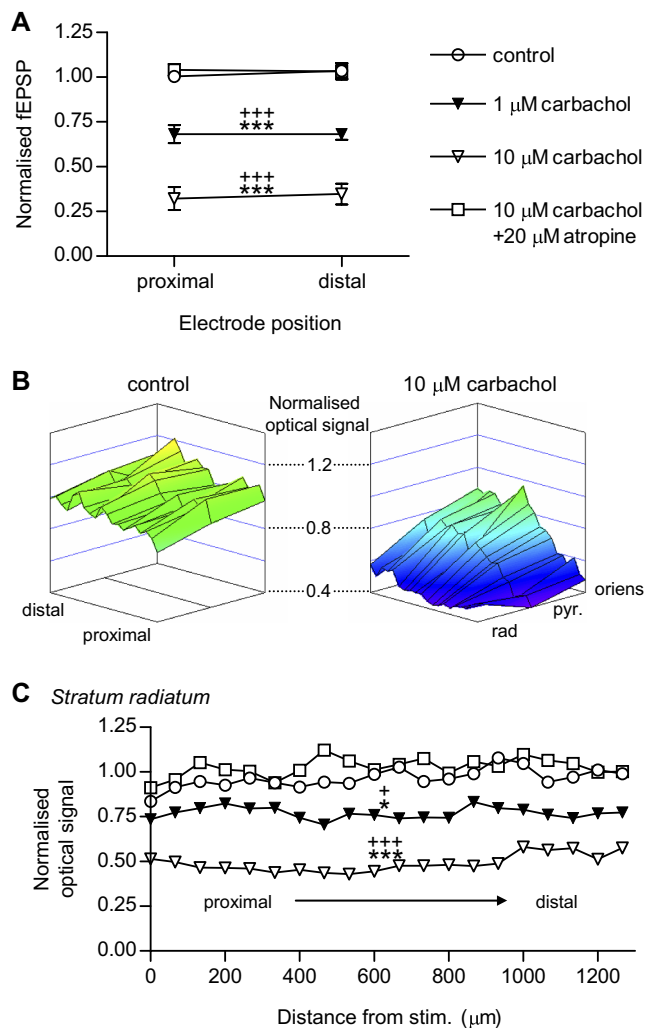 A
Normalised fEPSP
1.25
1.00
0.75
0.50
0.25
0.00
+++
***
+++
***
proximal
distal
Electrode position
control
1 μM carbachol
10 μM carbachol
10 μM carbachol
+20 μM atropine
B
control
Normalised
optical signal
10 μM carbachol
1.2
0.8
0.4
distal
proximal
rad
pyr.
oriens
C
Stratum radiatum
Normalised
optical signal
1.25
1.00
0.75
0.50
0.25
0.00
+
*
+++
***
proximal
distal
0
200
400
600
800
1000
1200
Distance from stim. (μm)